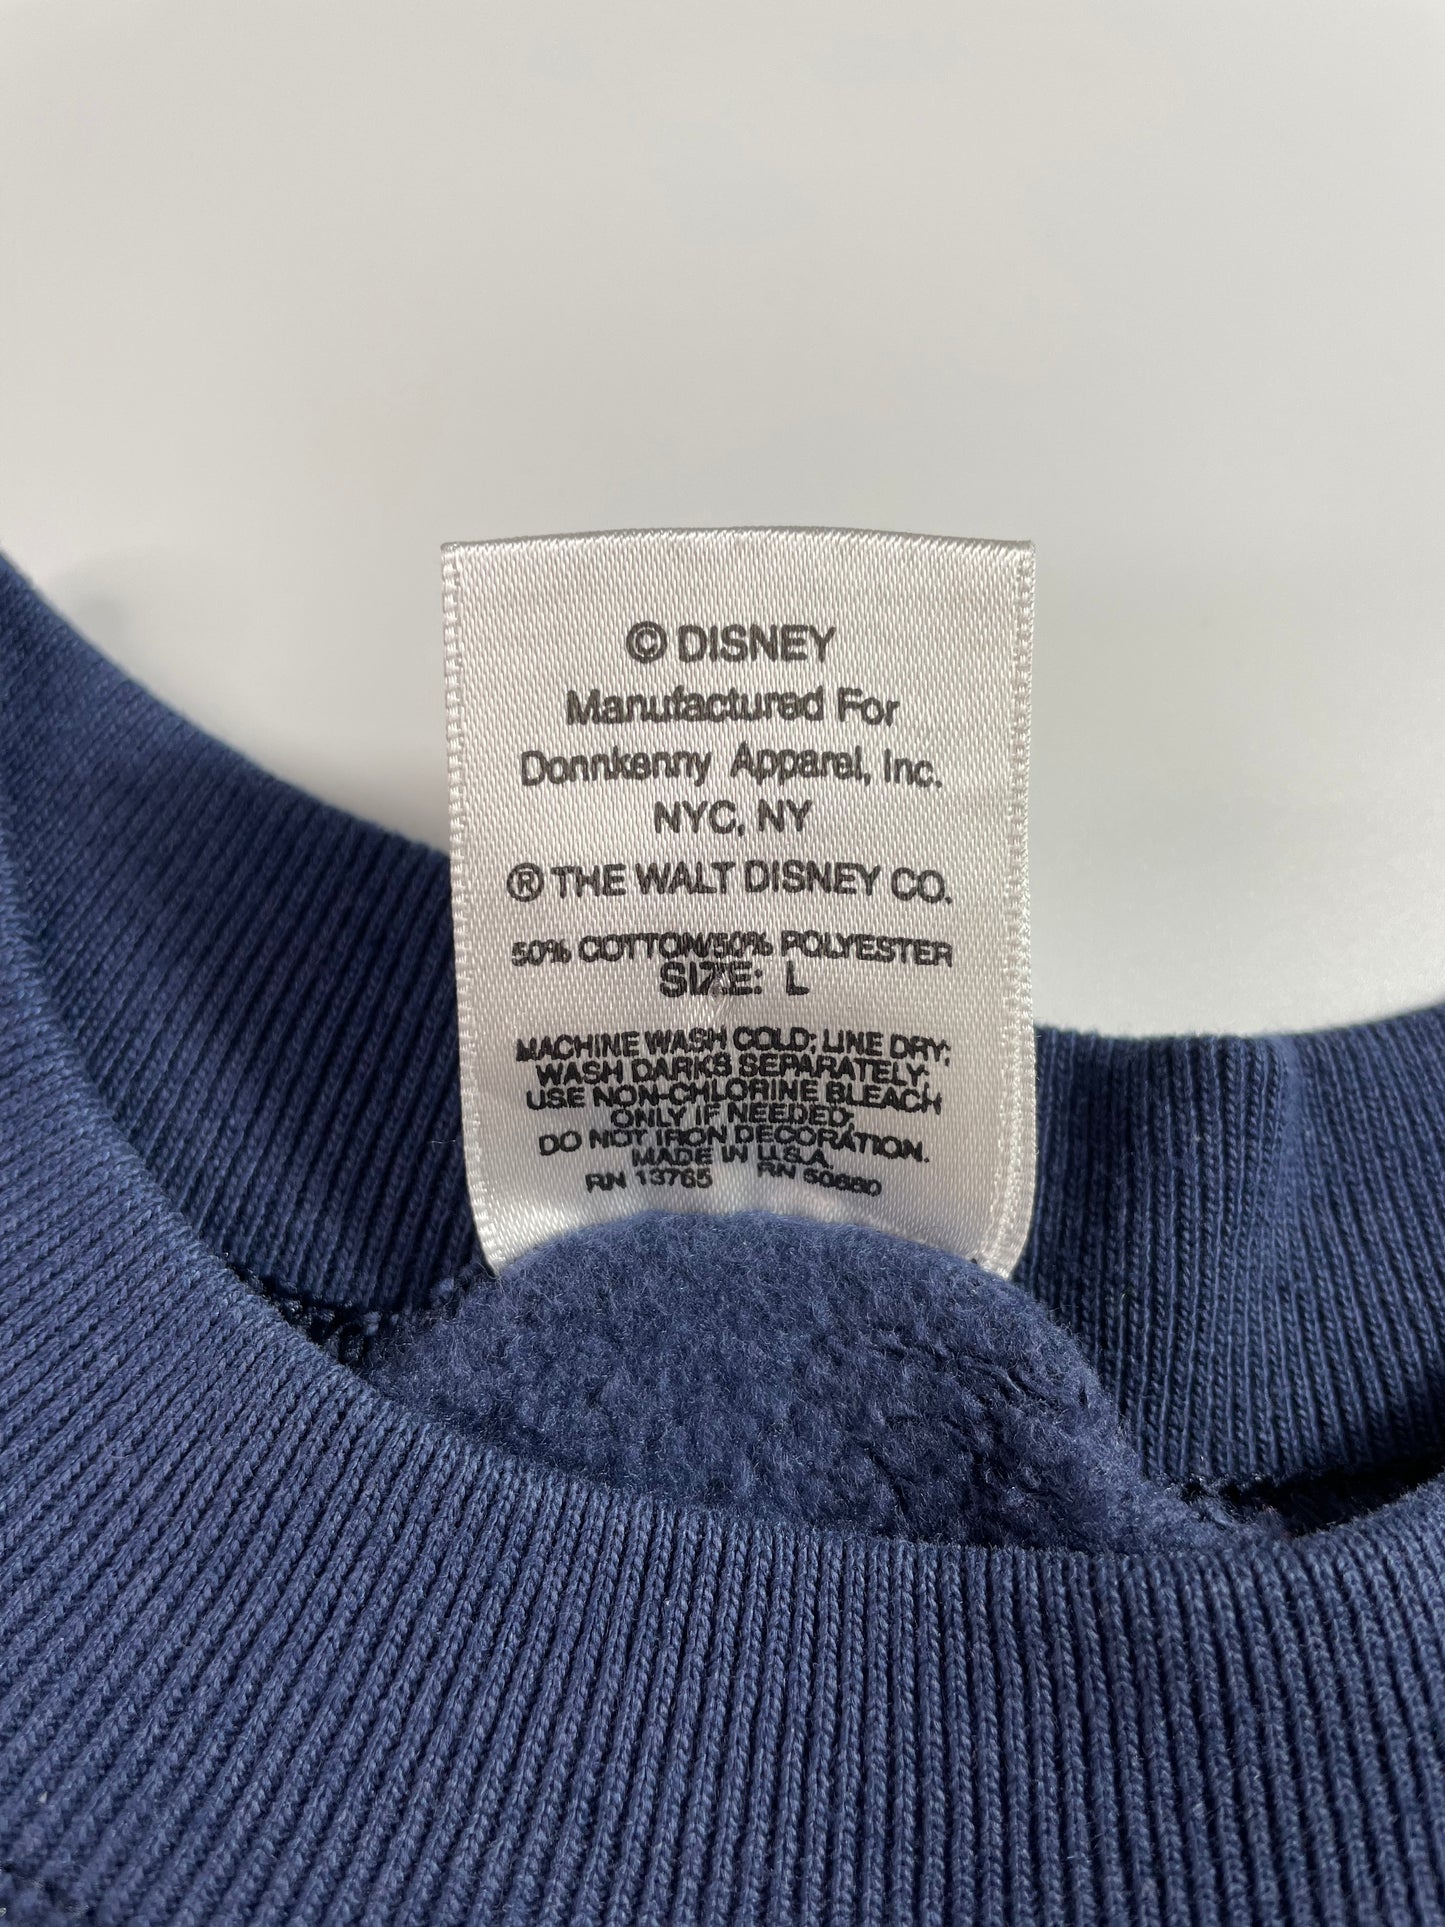 © DISNEY
Manufactured For
Donnkenny Apparel, Inc.
NYC, NY
® THE WALT DISNEY CO.
50% COTTON/50% POLYESTER
SIZE: L
MACHINE WASH COLD; LINE DRY;
WASH DARKS SEPARATELY;
USE NON-CHLORINE BLEACH
ONLY IF NEEDED;
DO NOT IRON DECORATION.
MADE IN U.S.A.
RN 13765 RN 50680